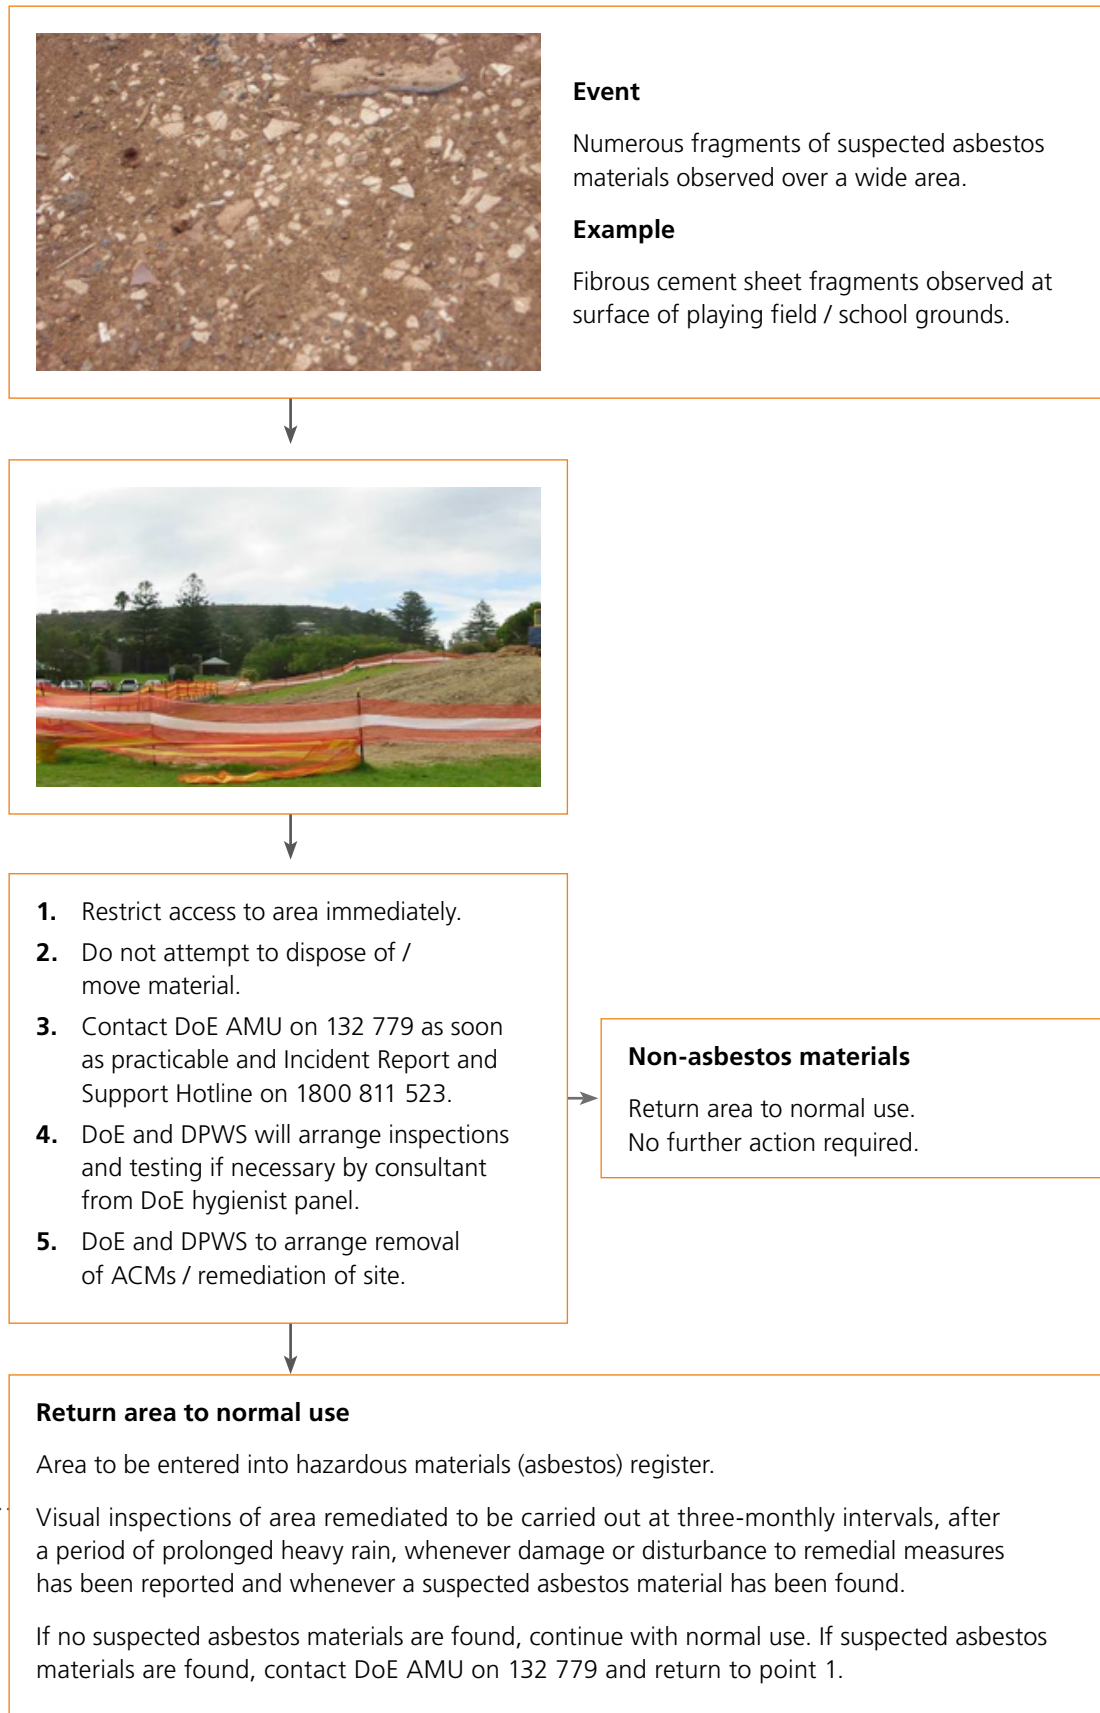 Event
Numerous fragments of suspected asbestos
materials observed over a wide area.
Example
Fibrous cement sheet fragments observed at
surface of playing field / school grounds.
1. Restrict access to area immediately.
2. Do not attempt to dispose of /
move material.
3. Contact DoE AMU on 132 779 as soon
as practicable and Incident Report and
Support Hotline on 1800 811 523.
4. DoE and DPWS will arrange inspections
and testing if necessary by consultant
from DoE hygienist panel.
5. DoE and DPWS to arrange removal
of ACMs / remediation of site.
Non-asbestos materials
Return area to normal use.
No further action required.
Return area to normal use
Area to be entered into hazardous materials (asbestos) register.
Visual inspections of area remediated to be carried out at three-monthly intervals, after
a period of prolonged heavy rain, whenever damage or disturbance to remedial measures
has been reported and whenever a suspected asbestos material has been found.
If no suspected asbestos materials are found, continue with normal use. If suspected asbestos
materials are found, contact DoE AMU on 132 779 and return to point 1.